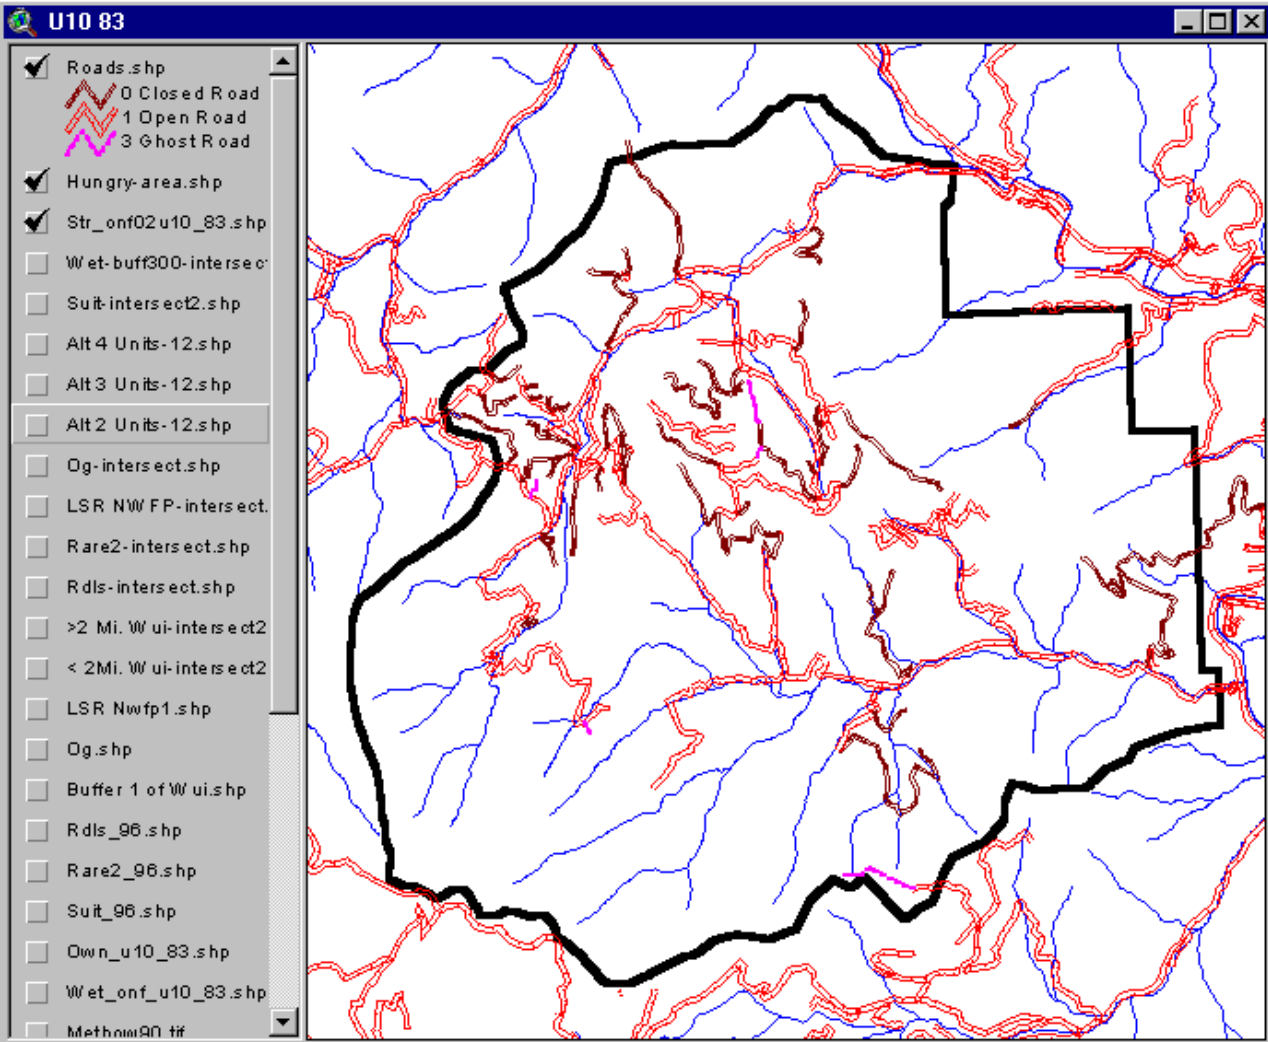 U10 83
Roads.shp
0 Closed Road
1 Open Road
3 Ghost Road
Hungry-area.shp
Str_onf02u10_83.shp
Wet-buff300-intersec
Suit-intersect2.shp
Alt 4 Units-12.shp
Alt 3 Units-12.shp
Alt 2 Units-12.shp
Og-intersect.shp
LSR NWFP-intersect.
Rare2-intersect.shp
Rdls-intersect.shp
>2 Mi. Wui-intersect2
< 2Mi. Wui-intersect2
LSR Nwfp1.shp
Og.shp
Buffer 1 of Wui.shp
Rdls_96.shp
Rare2_96.shp
Suit_96.shp
Own_u10_83.shp
Wet_onf_u10_83.shp
Methow90.tif